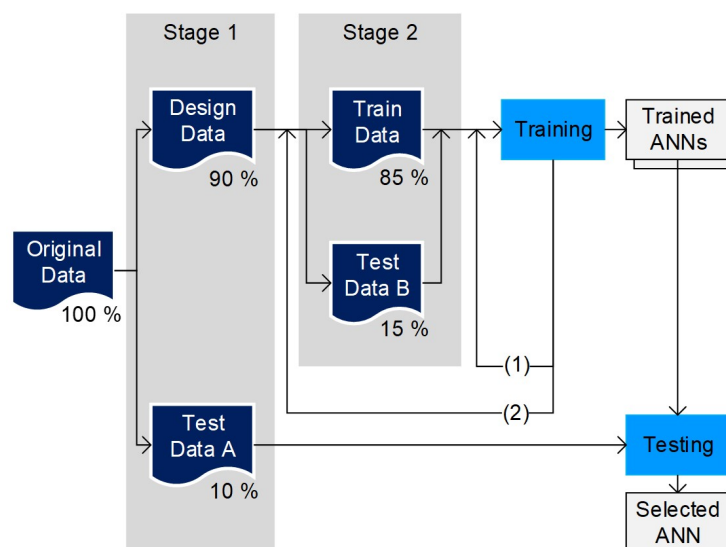 Stage 1
Stage 2
Design
Data
90 %
Train
Data
85 %
Training
Trained
ANNs
Original
Data
100 %
Test
Data B
15 %
(1)
(2)
Test
Data A
10 %
Testing
Selected
ANN